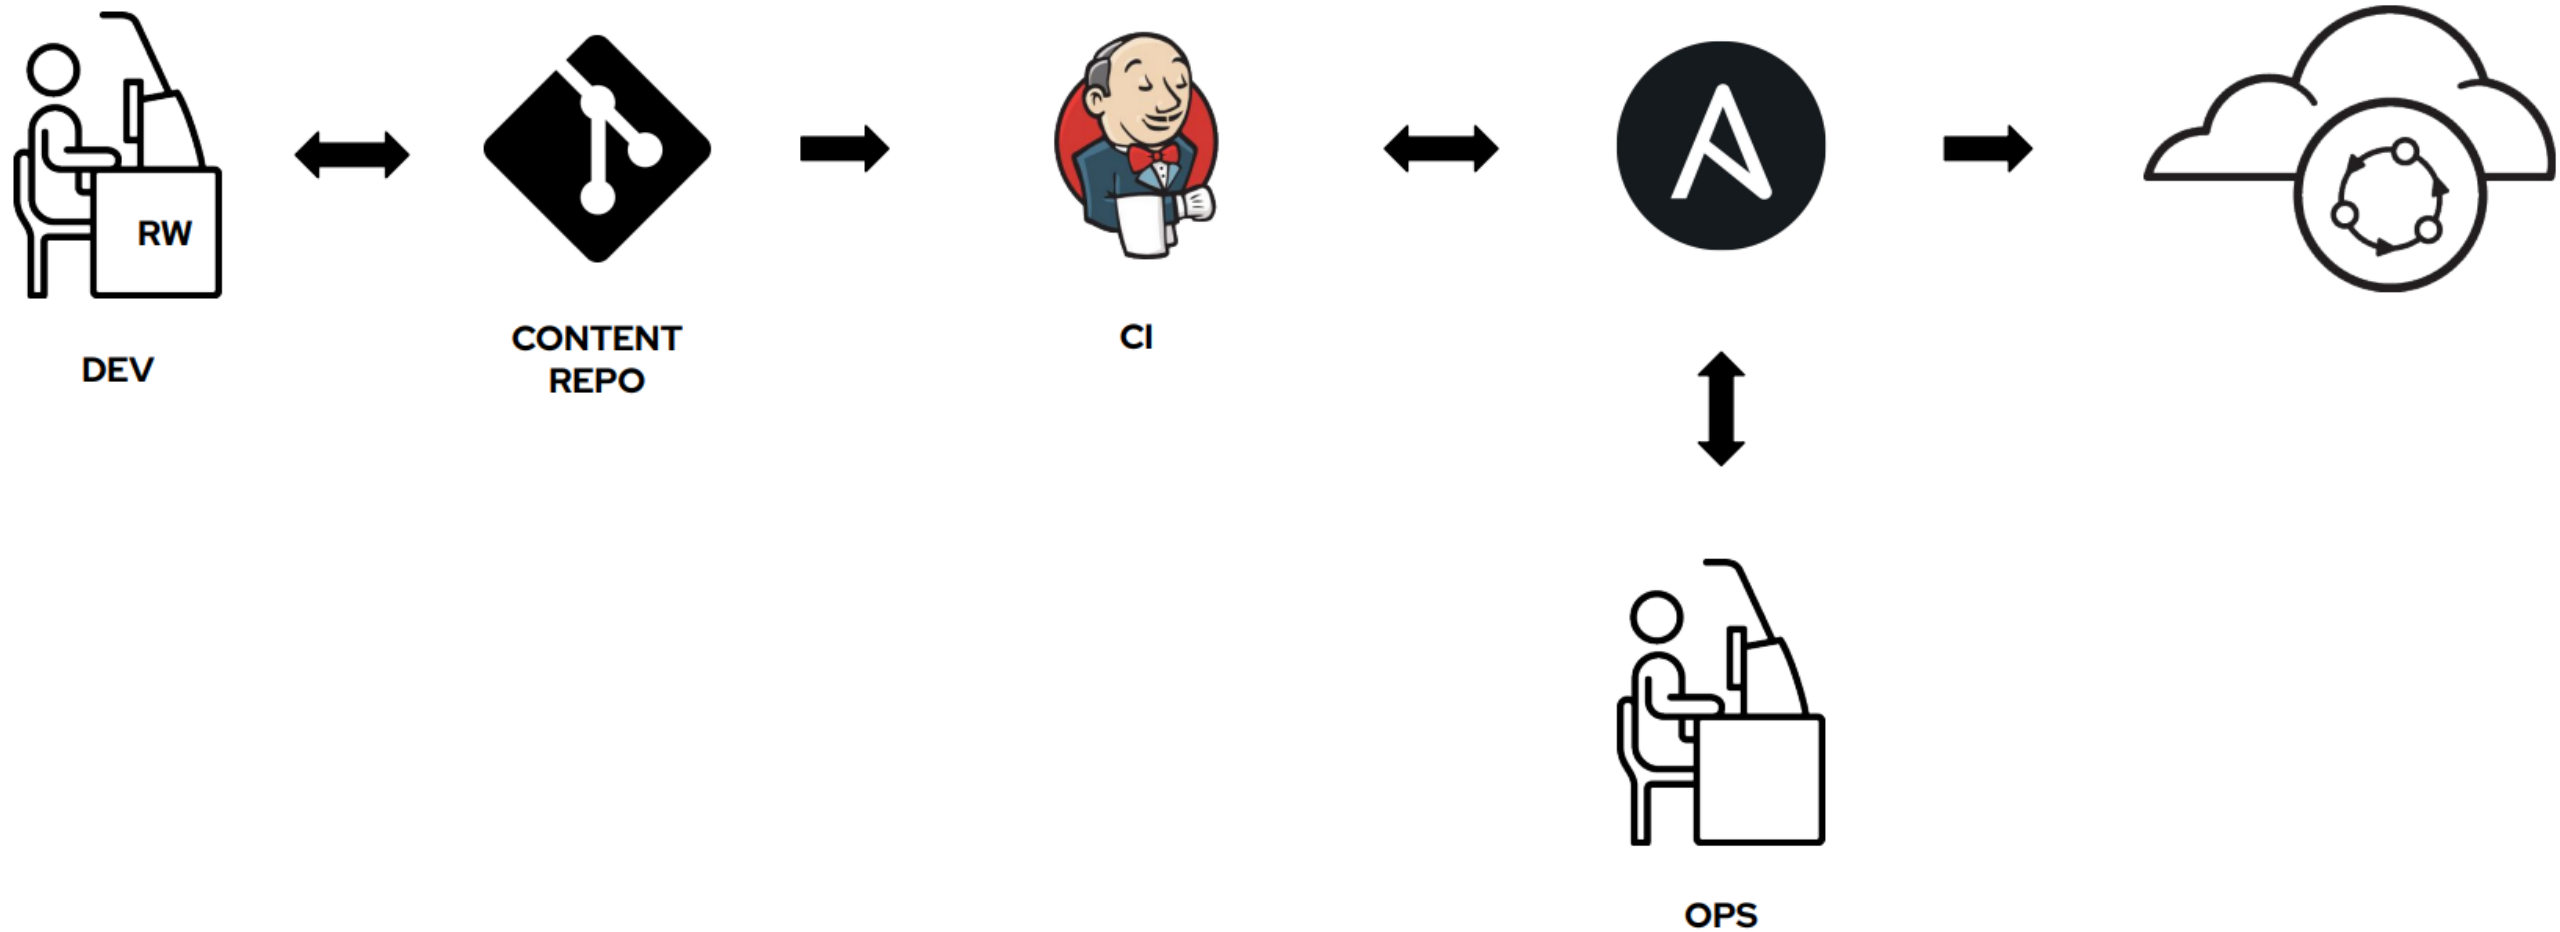 RW
DEV
CONTENT
REPO
CI
OPS